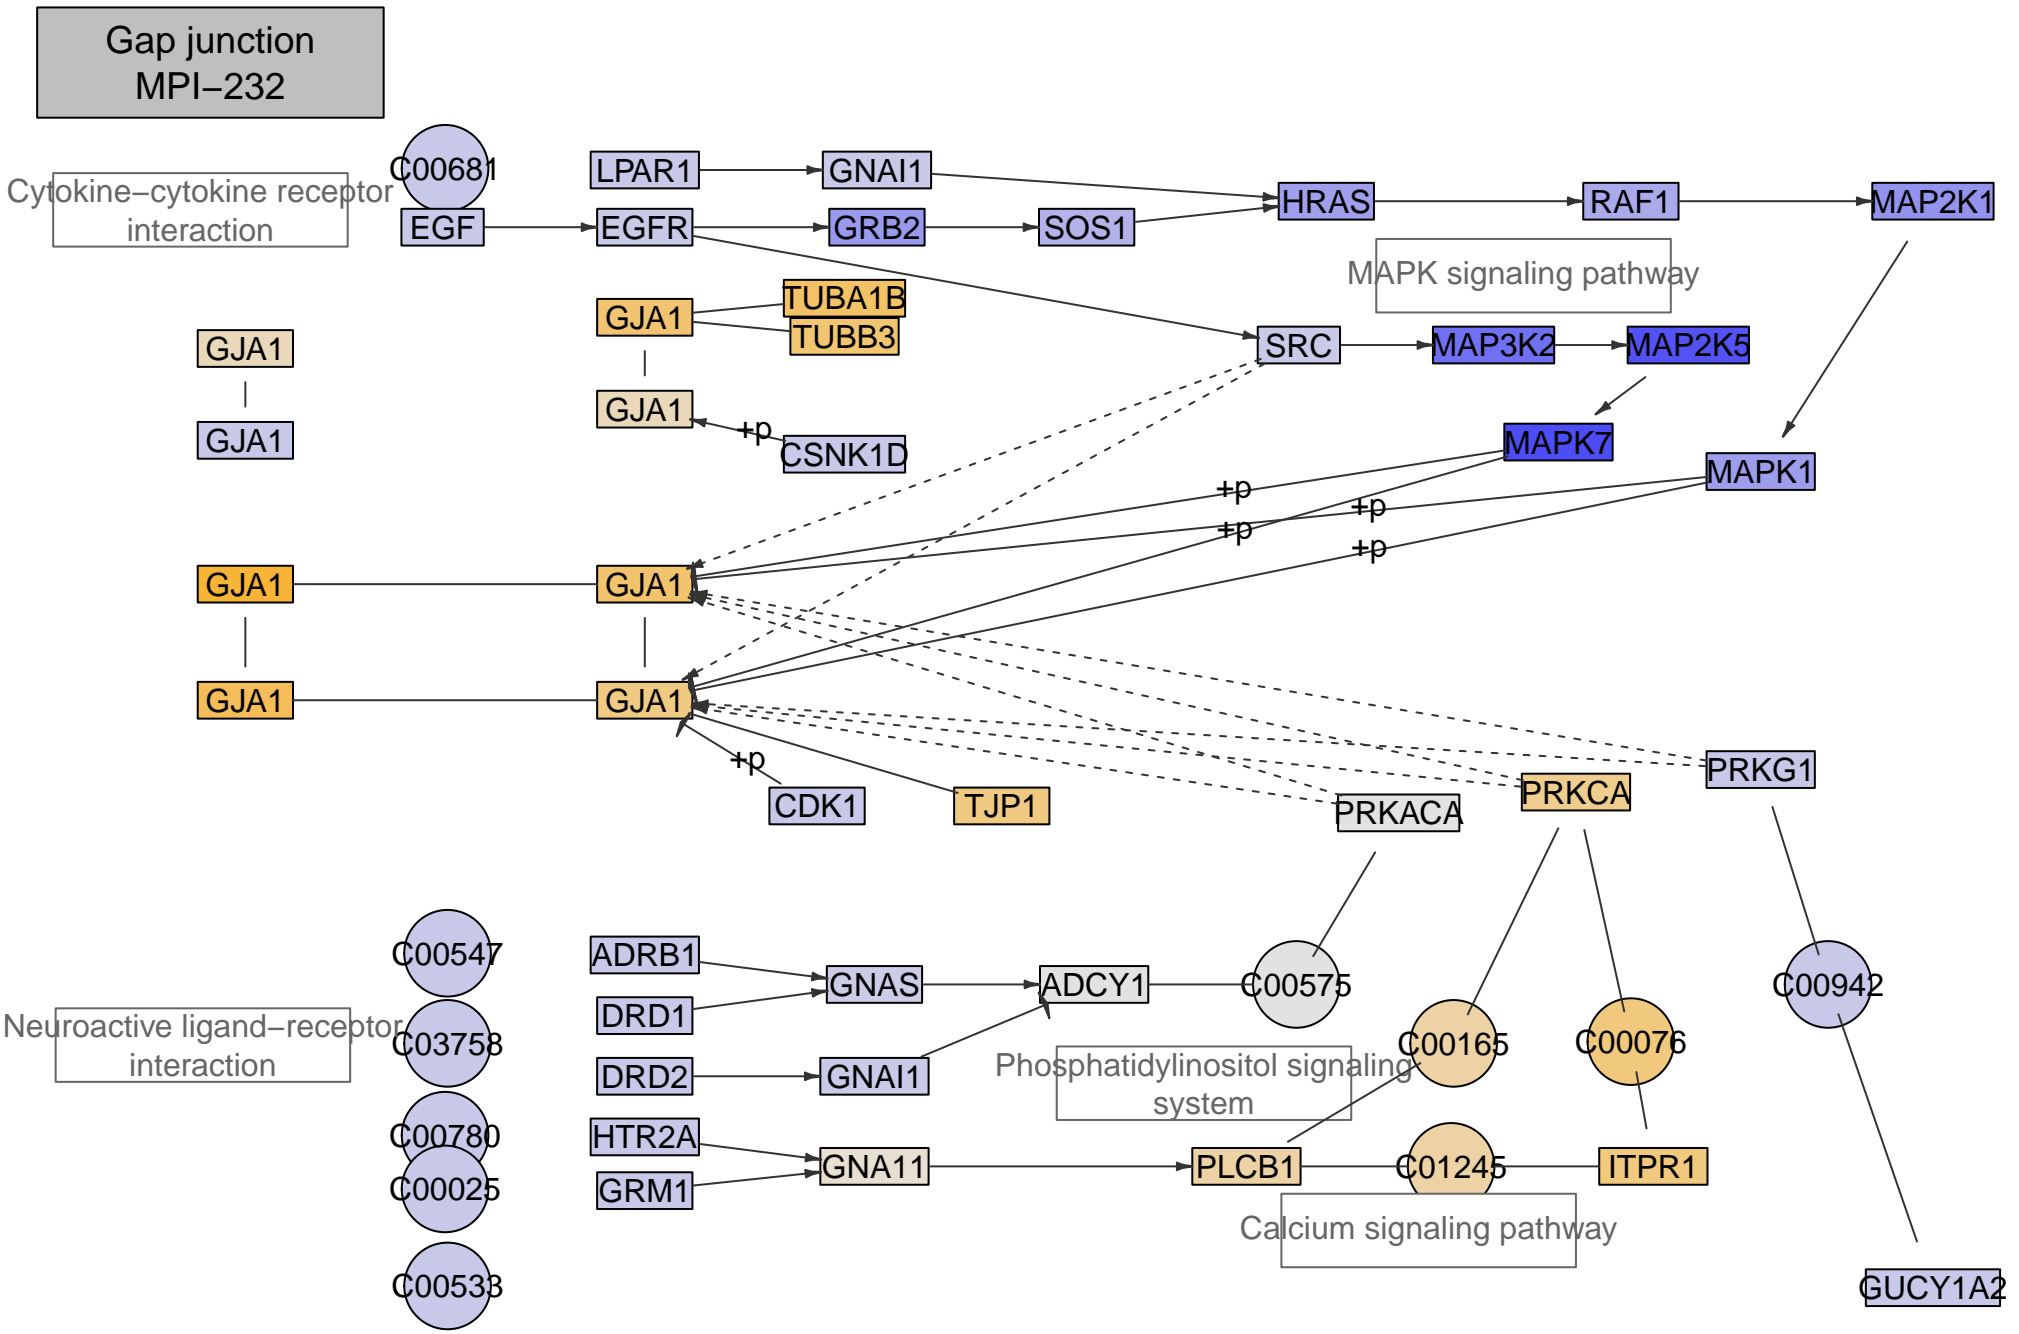 Gap junction
MPI−232
C00681
LPAR1
GNAI1
HRAS
RAF1
MAP2K1
Cytokine−cytokine receptor
interaction
EGF
EGFR
GRB2
SOS1
MAPK signaling pathway
TUBA1B
GJA1
TUBB3
GJA1
SRC
MAP3K2
MAP2K5
GJA1
+p
GJA1
CSNK1D
MAPK7
MAPK1
+p
+p
+p
+p
GJA1
GJA1
GJA1
GJA1
+p
CDK1
TJP1
PRKACA
PRKCA
PRKG1
C00547
ADRB1
GNAS
ADCY1
C00575
C00942
DRD1
Neuroactive ligand−receptor
interaction
C03758
C00165
C00076
DRD2
GNAI1
Phosphatidylinositol signaling
system
C00780
HTR2A
GNA11
PLCB1
C01245
ITPR1
C00025
GRM1
Calcium signaling pathway
C00533
GUCY1A2